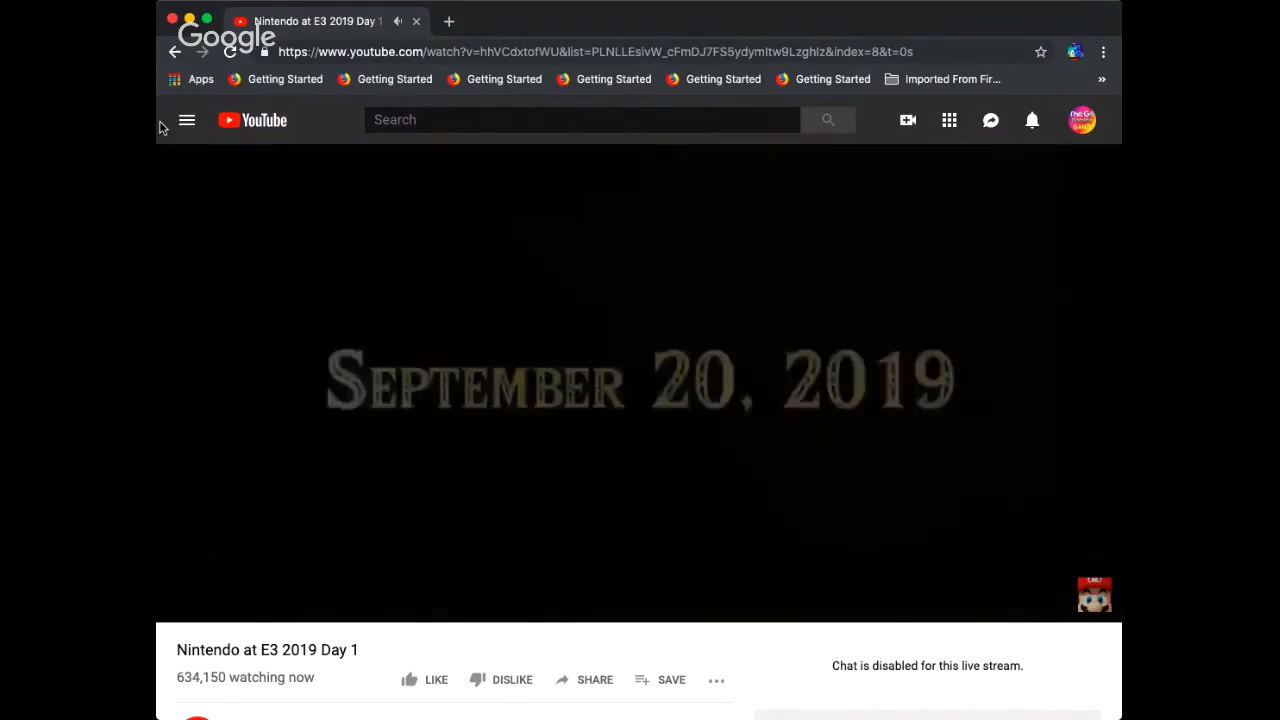 Nintendo at E3 2019 Day 1
Google
https://www.youtube.com/watch?v=hhVCdxtofWU&list=PLNLLEsivW_cFmDJ7FS5ydymItw9Lzghlz&index=8&t=0s
Apps Getting Started Getting Started Getting Started Getting Started Getting Started Getting Started Imported From Fir... »
YouTube Search
September 20, 2019
Nintendo at E3 2019 Day 1
634,150 watching now LIKE DISLIKE SHARE SAVE
Chat is disabled for this live stream.